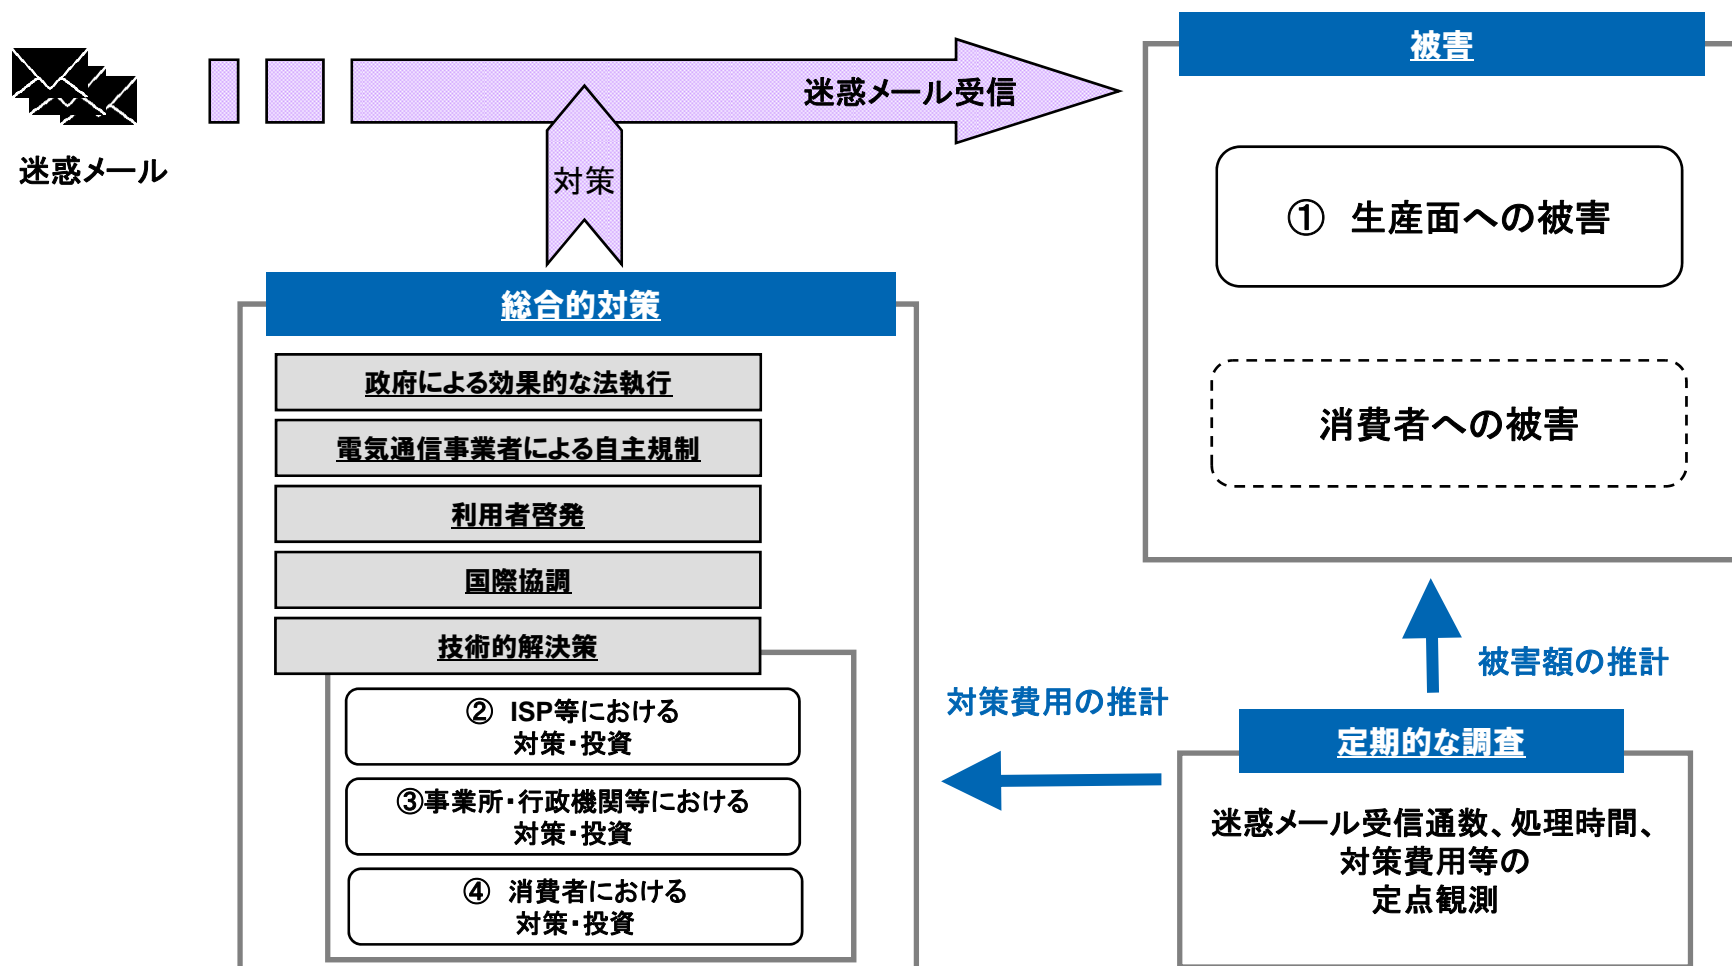 迷惑メール
迷惑メール受信
対策
被害
① 生産面への被害
消費者への被害
総合的対策
政府による効果的な法執行
電気通信事業者による自主規制
利用者啓発
国際協調
技術的解決策
② ISP等における
対策・投資
③事業所・行政機関等における
対策・投資
④ 消費者における
対策・投資
対策費用の推計
被害額の推計
定期的な調査
迷惑メール受信通数、処理時間、
対策費用等の
定点観測